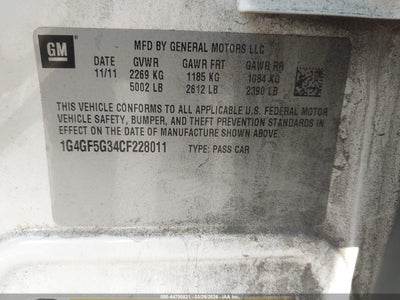 GM
MFD BY GENERAL MOTORS LLC
DATE GVWR GAWR FRT GAWR RR
11/11 2269 KG 1185 KG 1084 KG
5002 LB 2612 LB 2390 LB
THIS VEHICLE CONFORMS TO ALL APPLICABLE U.S. FEDERAL MOTOR
VEHICLE SAFETY, BUMPER, AND THEFT PREVENTION STANDARDS IN
EFFECT ON THE DATE OF MANUFACTURE SHOWN ABOVE.
1G4GF5G34CF228011 TYPE: PASS CAR